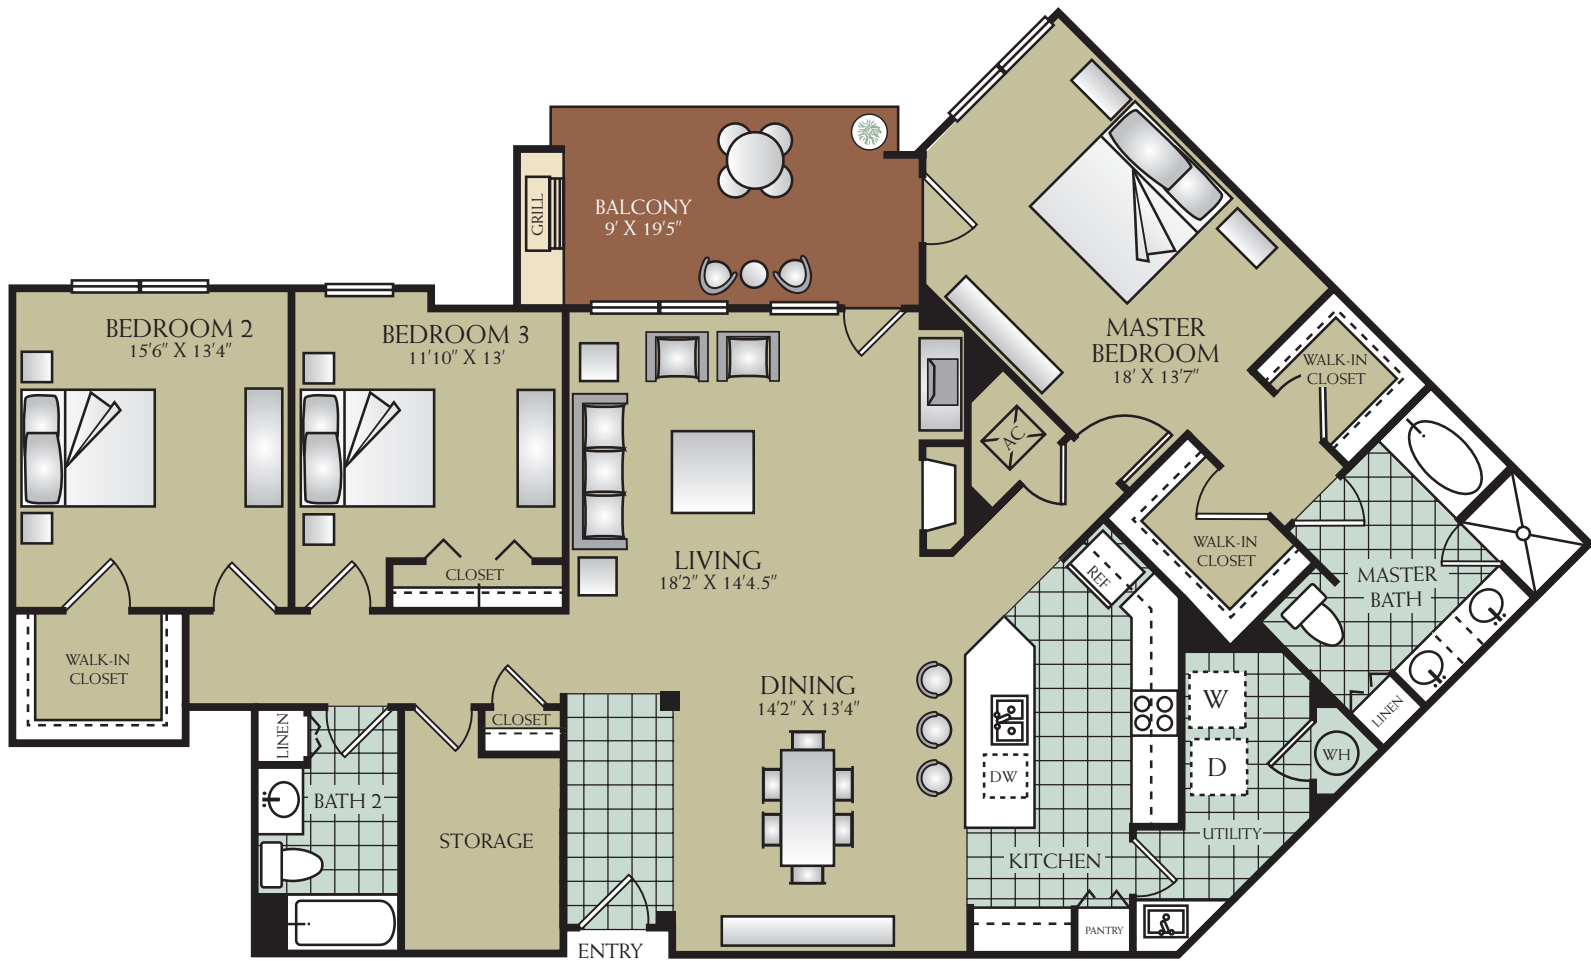 BALCONY
9' X 19'5"
GRILL
BEDROOM 2
15'6" X 13'4"
BEDROOM 3
11'10" X 13'
MASTER
BEDROOM
18' X 13'7"
WALK-IN
CLOSET
AC
LIVING
18'2" X 14'4.5"
CLOSET
REF
WALK-IN
CLOSET
MASTER
BATH
WALK-IN
CLOSET
DINING
14'2" X 13'4"
W
LINEN
CLOSET
LINEN
D
WH
DW
BATH 2
STORAGE
UTILITY
KITCHEN
PANTRY
ENTRY